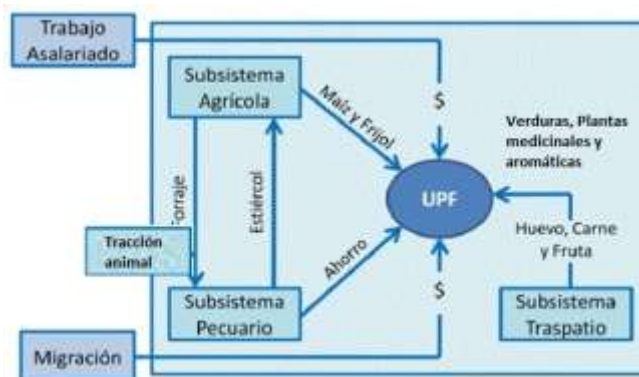 Trabajo
Asalariado
Subsistema
Agrícola
Maíz y Frijol
$
Verduras, Plantas
medicinales y
aromáticas
Forraje
Estiércol
UPF
Tracción
animal
Huevo, Carne
y Fruta
Ahorro
$
Subsistema
Pecuario
Subsistema
Traspatio
Migración